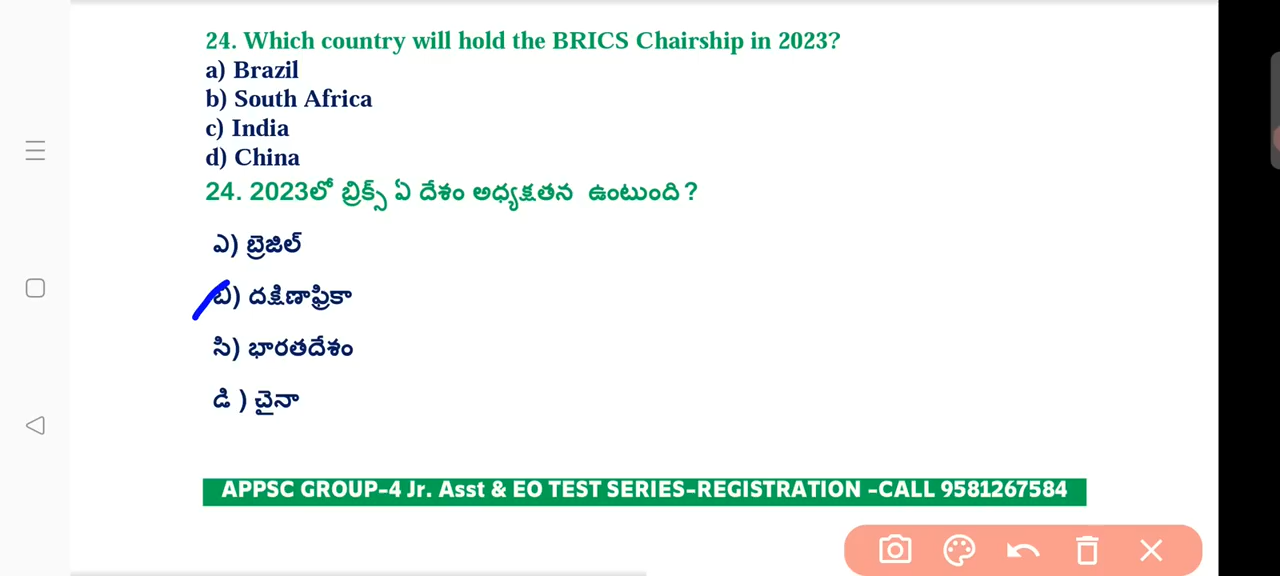 24. Which country will hold the BRICS Chairship in 2023?
a) Brazil
b) South Africa
c) India
d) China
24. 2023లో బ్రిక్స్ ఏ దేశం అధ్యక్షతన ఉంటుంది?
ఎ) బ్రెజిల్
బి) దక్షిణాఫ్రికా
సి) భారతదేశం
డి ) చైనా
APPSC GROUP-4 Jr. Asst & EO TEST SERIES-REGISTRATION -CALL 9581267584